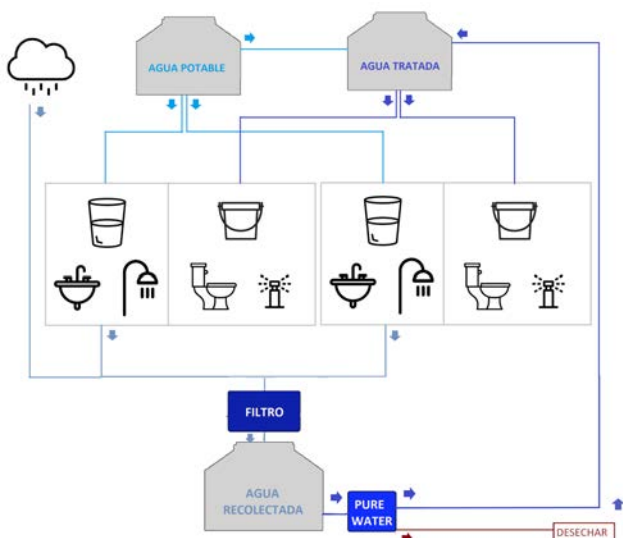 AGUA POTABLE
AGUA TRATADA
FILTRO
AGUA
RECOLECTADA
PURE
WATER
DESECHAR